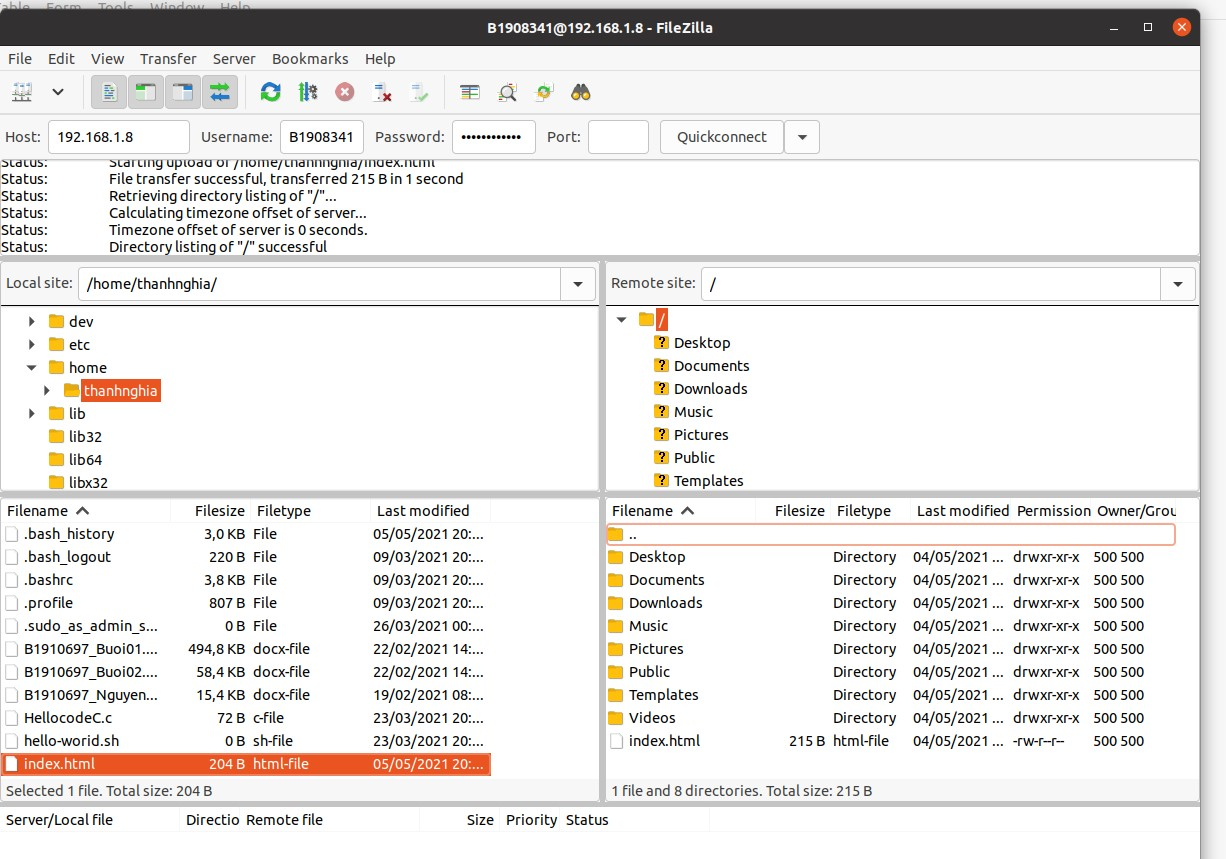 Table Form Tools Window Help
B1908341@192.168.1.8 - FileZilla
File Edit View Transfer Server Bookmarks Help
Host: 192.168.1.8 Username: B1908341 Password: •••••••••••• Port: Quickconnect
Status: Starting upload of /home/thanhnghia/index.html
Status: File transfer successful, transferred 215 B in 1 second
Status: Retrieving directory listing of "/"...
Status: Calculating timezone offset of server...
Status: Timezone offset of server is 0 seconds.
Status: Directory listing of "/" successful
Local site: /home/thanhnghia/
dev
etc
home
thanhnghia
lib
lib32
lib64
libx32
Remote site: /
/
? Desktop
? Documents
? Downloads
? Music
? Pictures
? Public
? Templates
Filename Filesize Filetype Last modified
.bash_history 3,0 KB File 05/05/2021 20:...
.bash_logout 220 B File 09/03/2021 20:...
.bashrc 3,8 KB File 09/03/2021 20:...
.profile 807 B File 09/03/2021 20:...
.sudo_as_admin_s... 0 B File 26/03/2021 00:...
B1910697_Buoi01.... 494,8 KB docx-file 22/02/2021 14:...
B1910697_Buoi02.... 58,4 KB docx-file 22/02/2021 14:...
B1910697_Nguyen... 15,4 KB docx-file 19/02/2021 08:...
HellocodeC.c 72 B c-file 23/03/2021 20:...
hello-worid.sh 0 B sh-file 23/03/2021 20:...
index.html 204 B html-file 05/05/2021 20:...
Selected 1 file. Total size: 204 B
Filename Filesize Filetype Last modified Permission Owner/Grou
..
Desktop Directory 04/05/2021 ... drwxr-xr-x 500 500
Documents Directory 04/05/2021 ... drwxr-xr-x 500 500
Downloads Directory 04/05/2021 ... drwxr-xr-x 500 500
Music Directory 04/05/2021 ... drwxr-xr-x 500 500
Pictures Directory 04/05/2021 ... drwxr-xr-x 500 500
Public Directory 04/05/2021 ... drwxr-xr-x 500 500
Templates Directory 04/05/2021 ... drwxr-xr-x 500 500
Videos Directory 04/05/2021 ... drwxr-xr-x 500 500
index.html 215 B html-file 04/05/2021 ... -rw-r--r-- 500 500
1 file and 8 directories. Total size: 215 B
Server/Local file Directio Remote file Size Priority Status